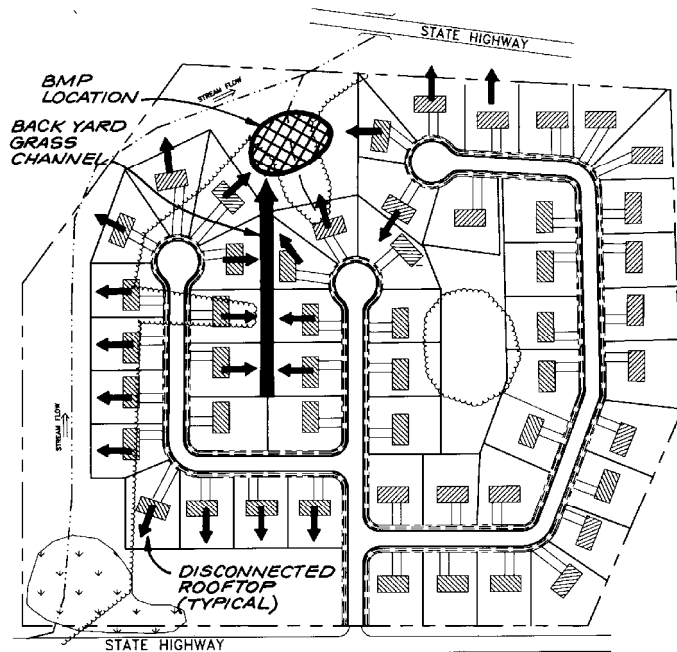 STATE HIGHWAY
BMP
LOCATION
STREAM FLOW
BACK YARD
GRASS
CHANNEL
STREAM FLOW
DISCONNECTED
ROOFTOP
(TYPICAL)
STATE HIGHWAY